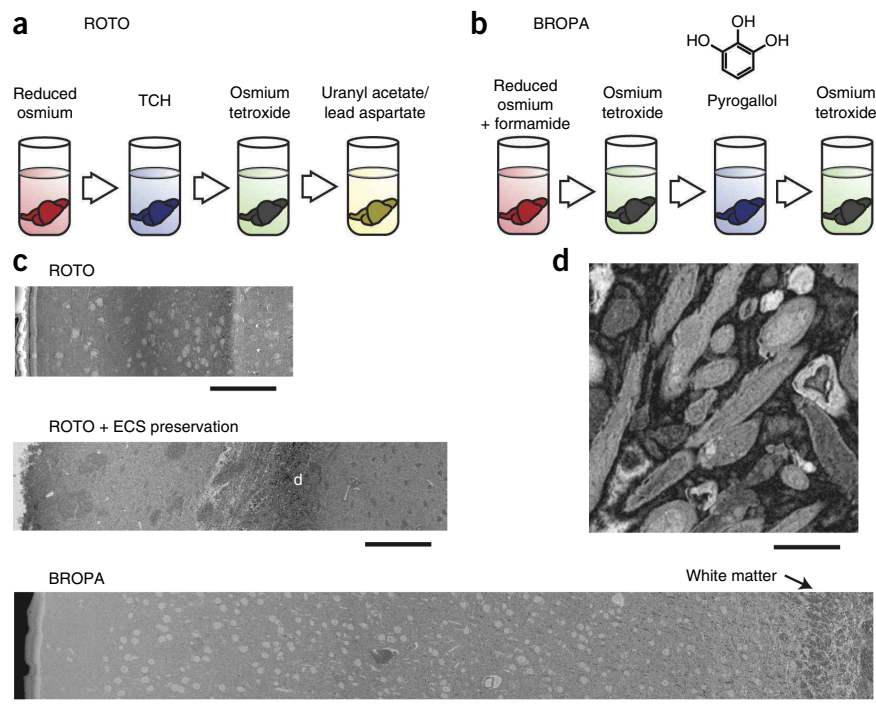 a
ROTO
Reduced
osmium
TCH
Osmium
tetroxide
Uranyl acetate/
lead aspartate
b
BROPA
OH
HO
OH
Reduced
osmium
+ formamide
Osmium
tetroxide
Pyrogallol
Osmium
tetroxide
c
ROTO
ROTO + ECS preservation
d
BROPA
White matter
d